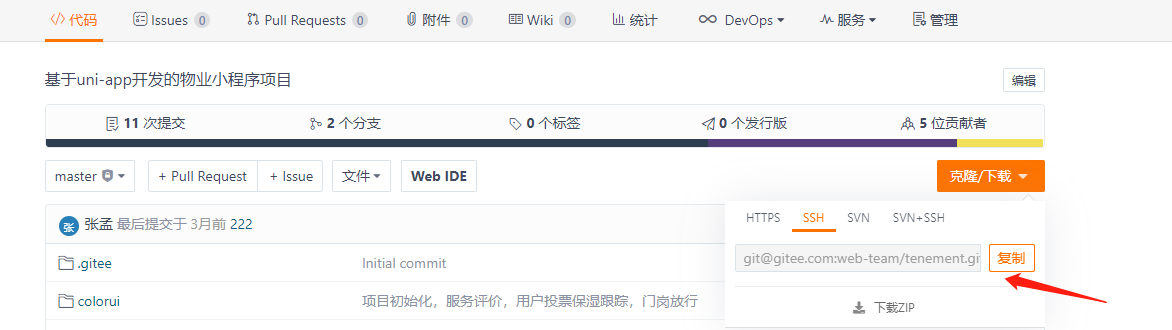 代码 Issues 0 Pull Requests 0 附件 0 Wiki 0 统计 DevOps 服务 管理
基于uni-app开发的物业小程序项目 编辑
11 次提交 2 个分支 0 个标签 0 个发行版 5 位贡献者
master + Pull Request + Issue 文件 Web IDE 克隆/下载
HTTPS SSH SVN SVN+SSH
张 张孟 最后提交于 3月前 222
git@gitee.com:web-team/tenement.gi 复制
.gitee Initial commit
colorui 项目初始化，服务评价，用户投票保湿跟踪，门岗放行
下载ZIP